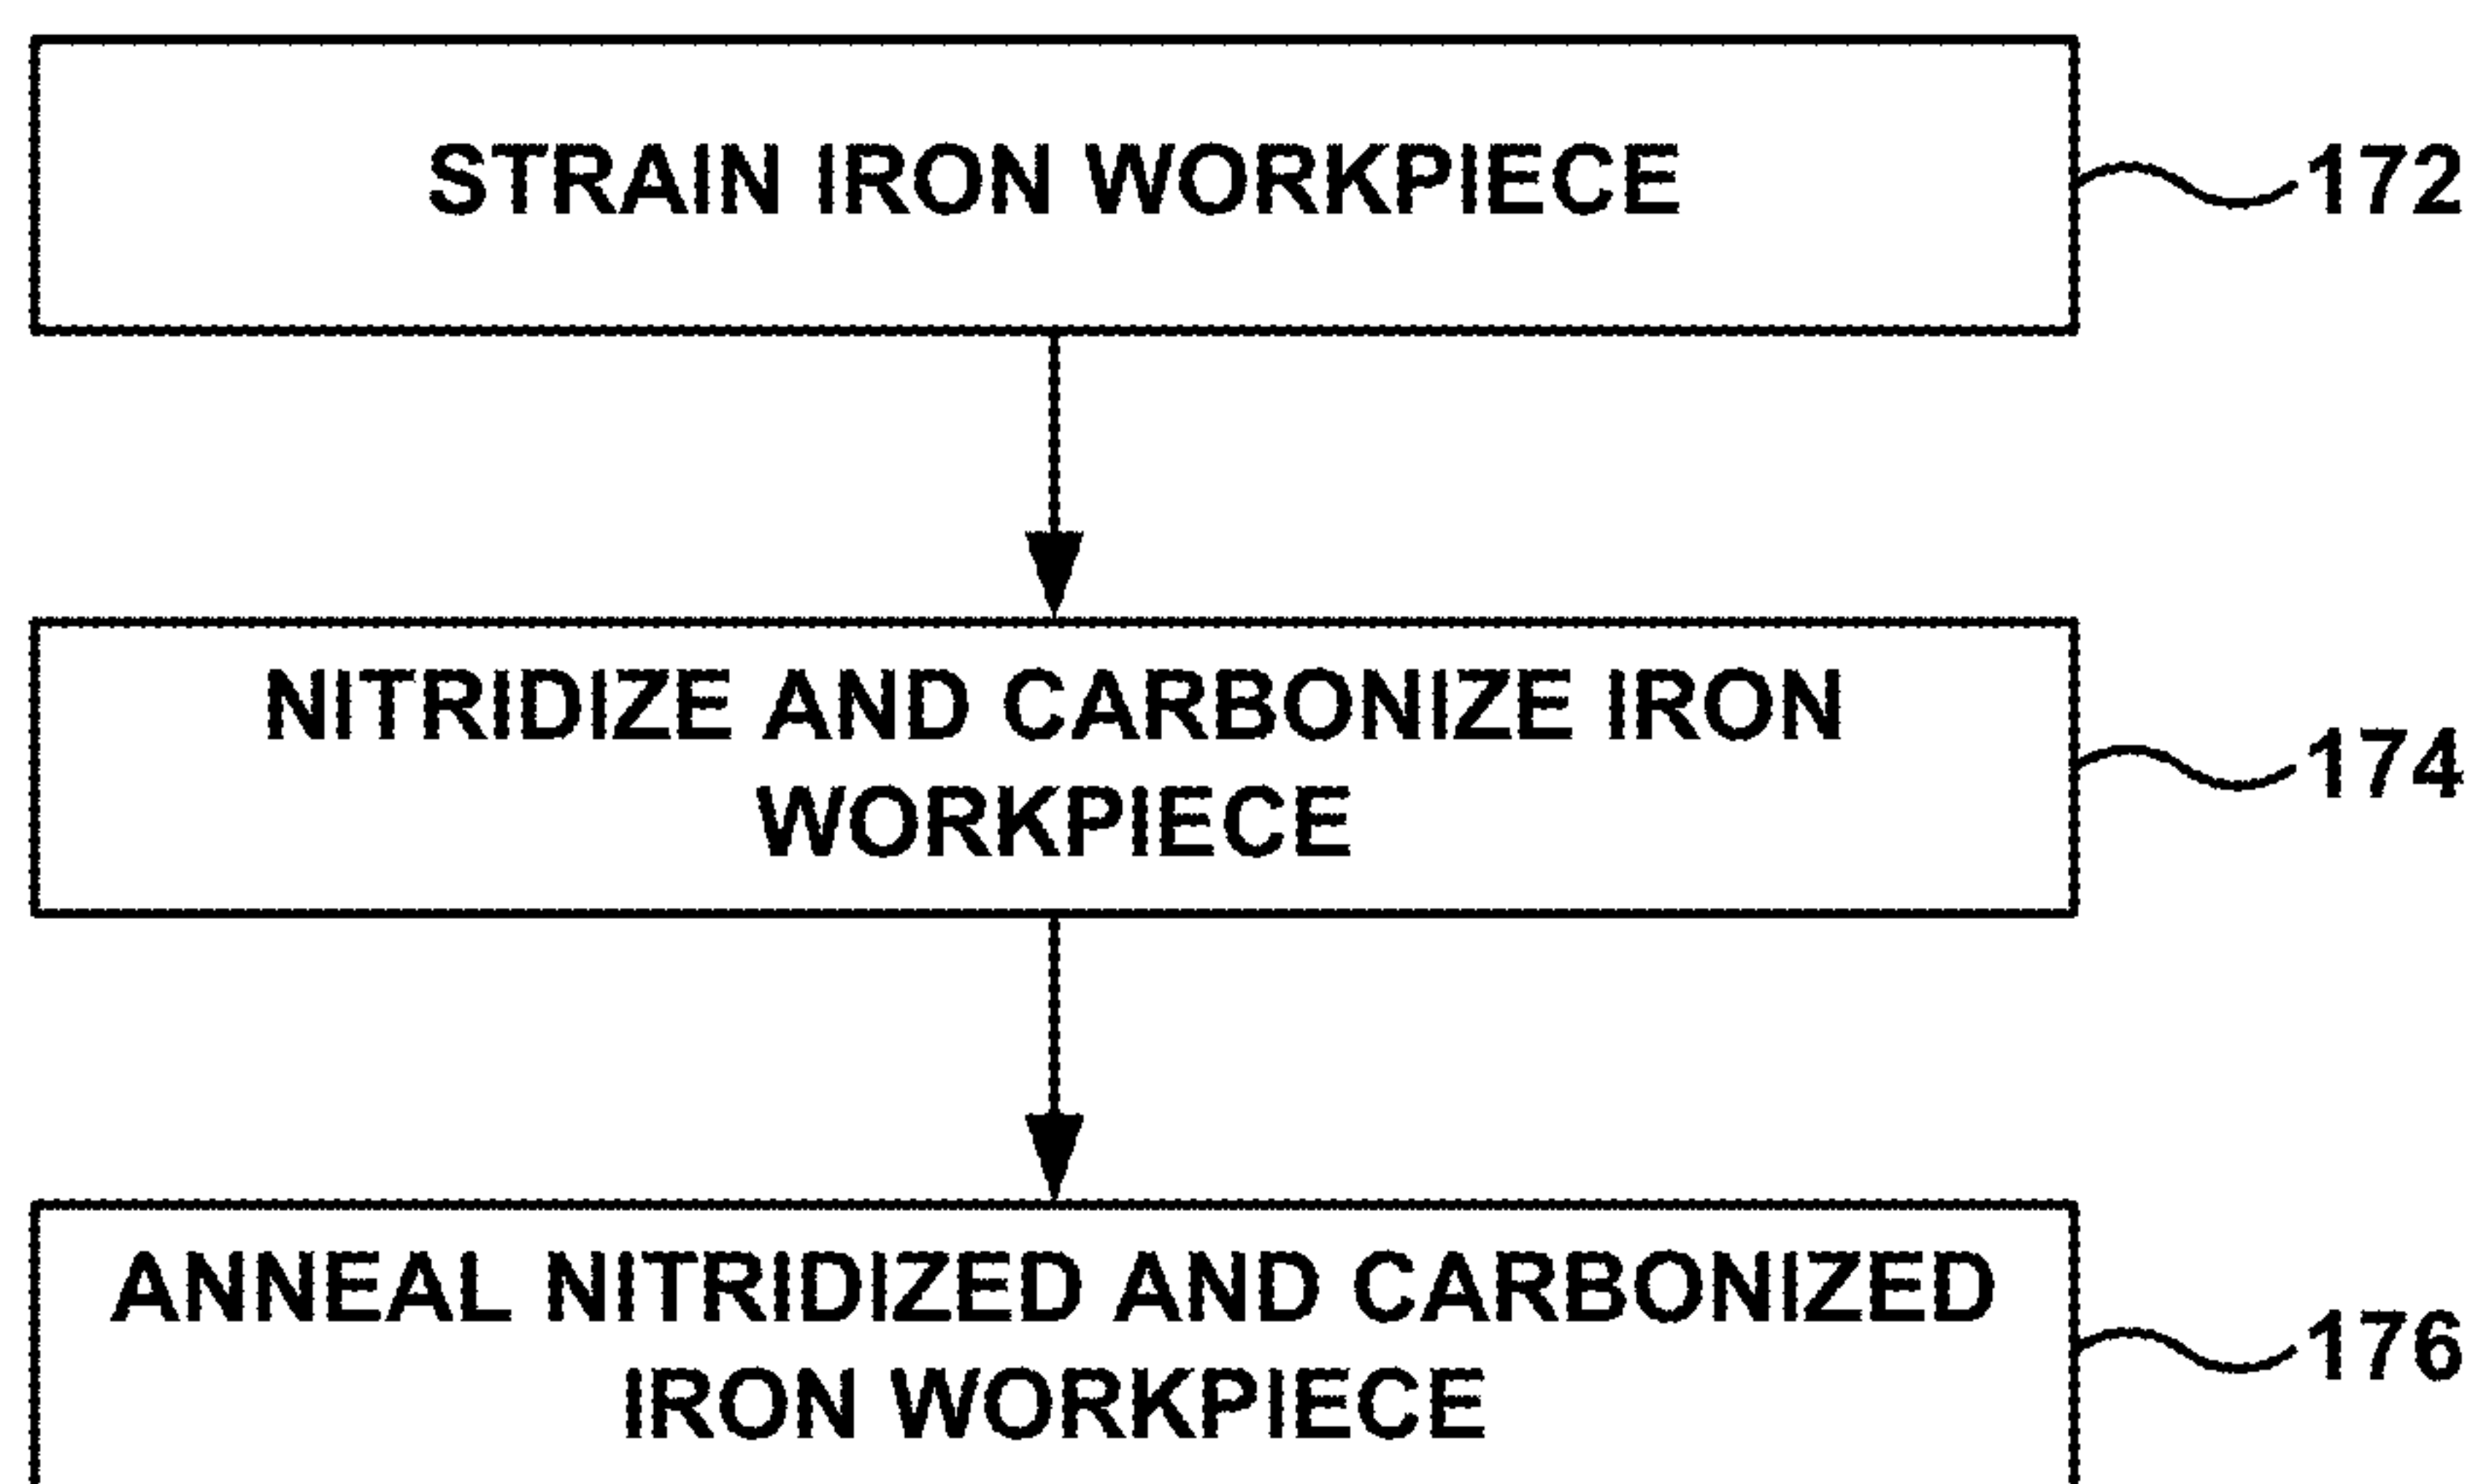 STRAIN IRON WORKPIECE
172
NITRIDIZE AND CARBONIZE IRON
WORKPIECE
174
ANNEAL NITRIDIZED AND CARBONIZED
IRON WORKPIECE
176